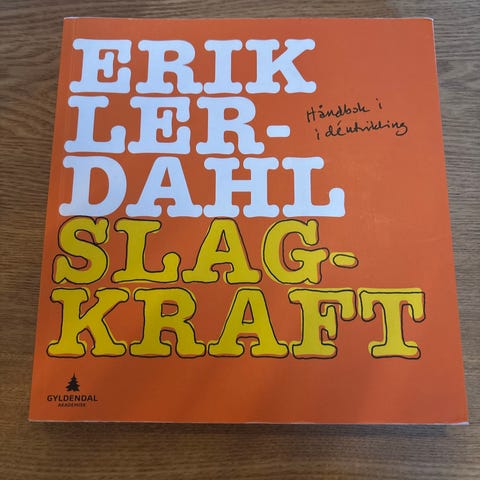 ERIK
LER-
DAHL
SLAG-
KRAFT
Håndbok i
idéutvikling
GYLDENDAL
AKADEMISK